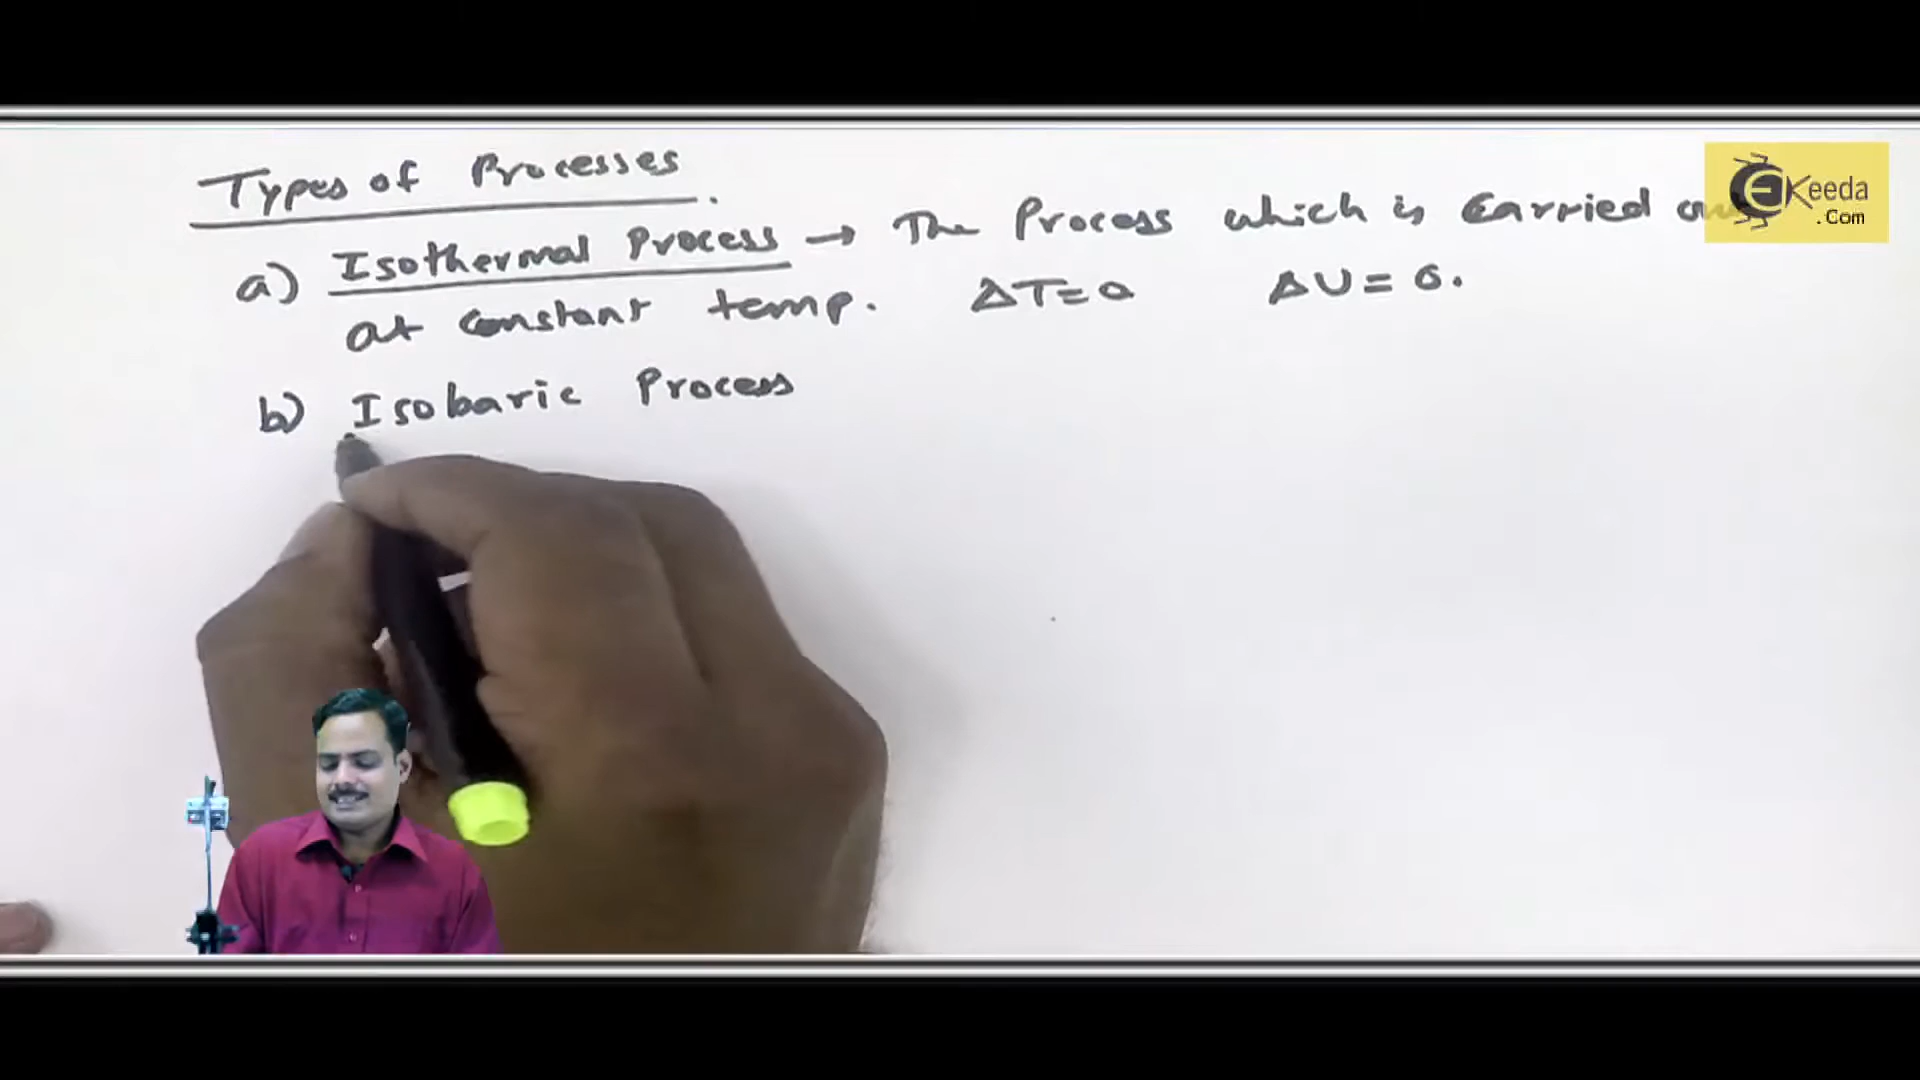 Types of Processes.
a) Isothermal Process → The Process which is Carried
at constant temp. ΔT=0 ΔU=0.
b) Isobaric Process
eKeeda
.Com